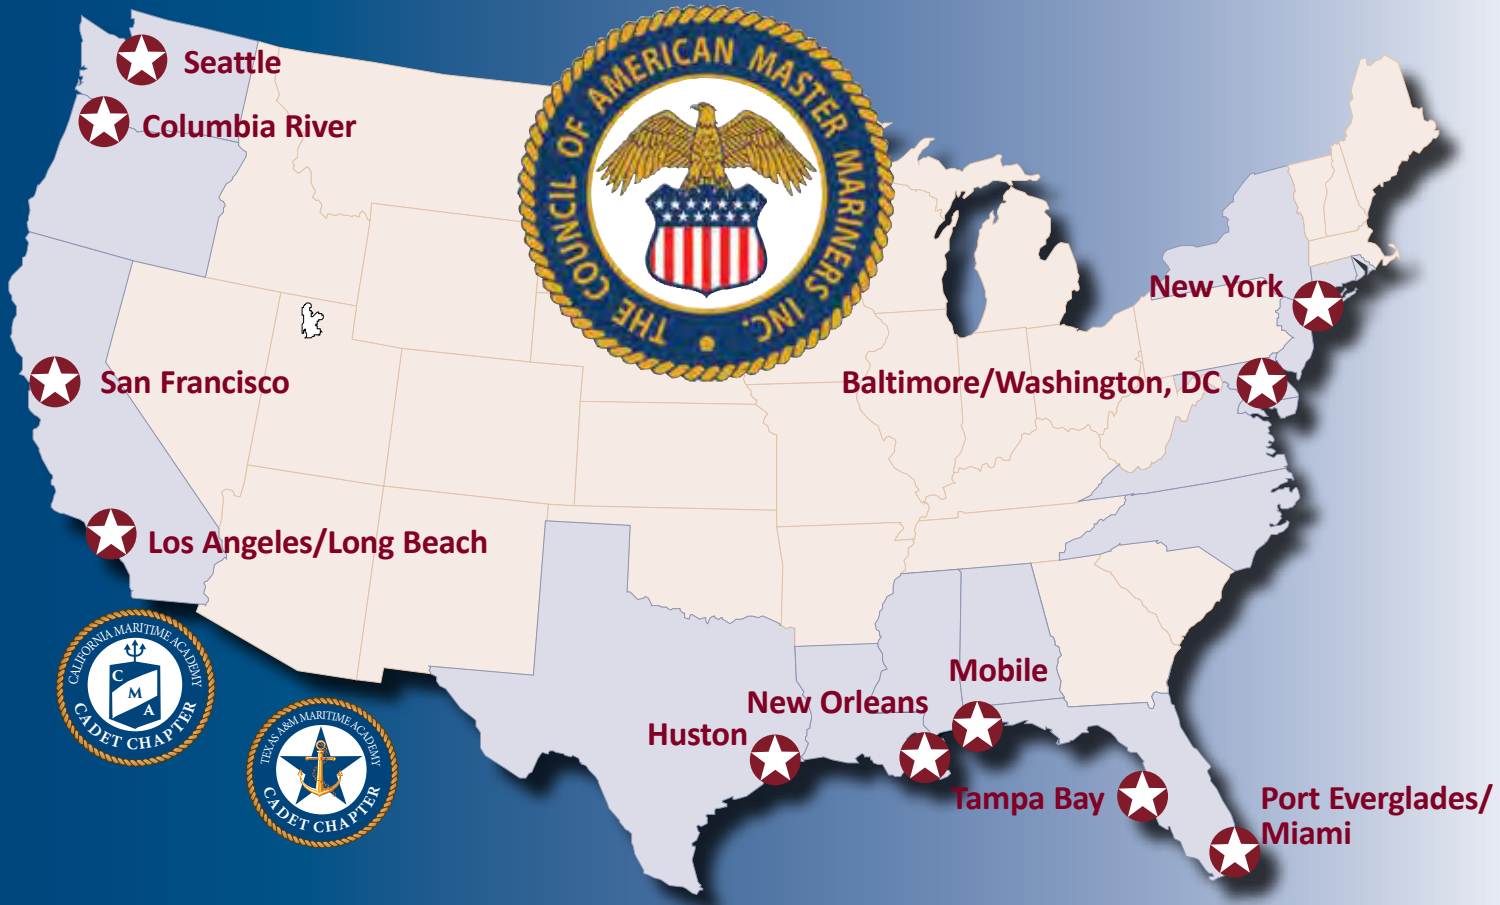 THE COUNCIL OF AMERICAN MASTER MARINERS INC.
Seattle
Columbia River
San Francisco
Los Angeles/Long Beach
New York
Baltimore/Washington, DC
Mobile
New Orleans
Huston
Tampa Bay
Port Everglades/
Miami
CALIFORNIA MARITIME ACADEMY
C
M
A
CADET CHAPTER
TEXAS A&M MARITIME ACADEMY
CADET CHAPTER